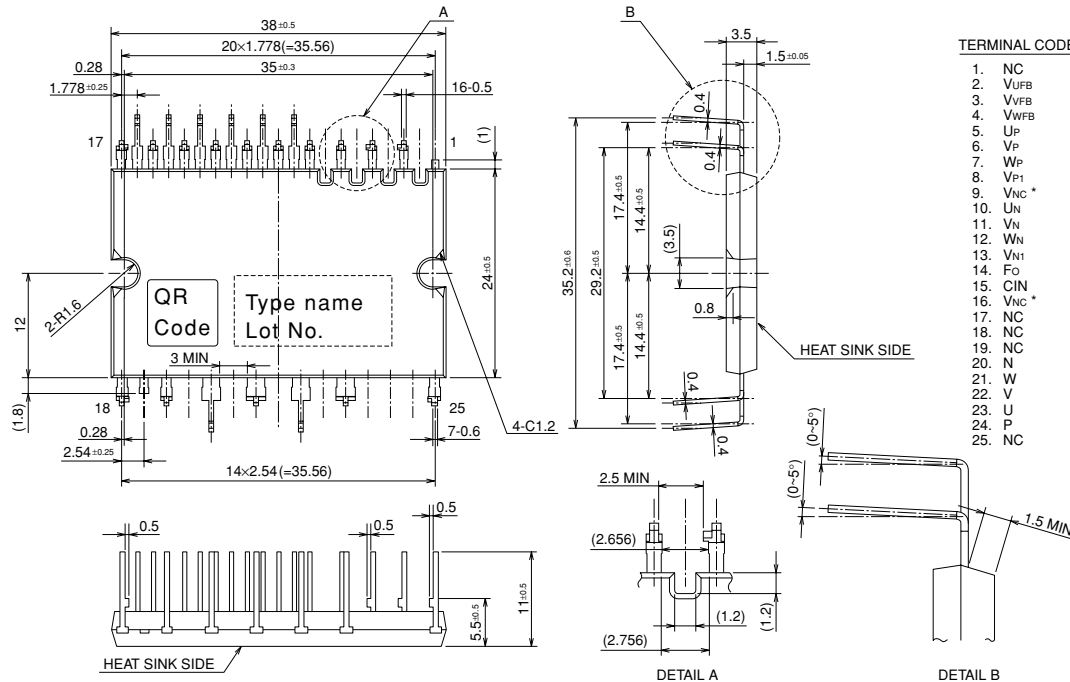 A
38±0.5
20×1.778(=35.56)
0.28
35±0.3
1.778±0.25
16-0.5
17
1
(1)
24±0.5
12
2-R1.6
QR
Code
Type name
Lot No.
3 MIN
(1.8)
18
25
0.28
7-0.6
4-C1.2
2.54±0.25
14×2.54(=35.56)
B
3.5
1.5±0.05
0.4
0.4
35.2±0.6
29.2±0.5
17.4±0.5
14.4±0.5
(3.5)
17.4±0.5
14.4±0.5
0.8
HEAT SINK SIDE
0.4
0.4
TERMINAL CODE
1. NC
2. VUFB
3. VVFB
4. VWFB
5. UP
6. VP
7. WP
8. VP1
9. VNC *
10. UN
11. VN
12. WN
13. VN1
14. FO
15. CIN
16. VNC *
17. NC
18. NC
19. NC
20. N
21. W
22. V
23. U
24. P
25. NC
0.5
0.5
0.5
11±0.5
5.5±0.5
HEAT SINK SIDE
2.5 MIN
(2.656)
(1.2)
(1.2)
(2.756)
DETAIL A
(0~5°)
(0~5°)
1.5 MIN
DETAIL B